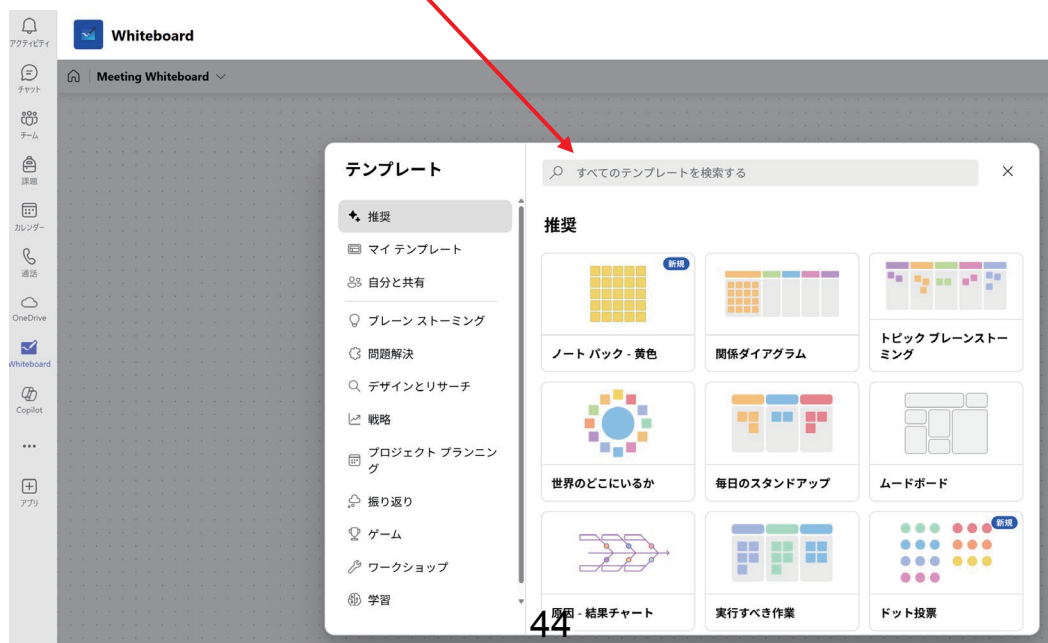 Whiteboard
Meeting Whiteboard
アクティビティ
チャット
チーム
課題
カレンダー
通話
OneDrive
Whiteboard
Copilot
アプリ
テンプレート
推奨
マイ テンプレート
自分と共有
ブレーン ストーミング
問題解決
デザインとリサーチ
戦略
プロジェクト プランニン
グ
振り返り
ゲーム
ワークショップ
学習
すべてのテンプレートを検索する
推奨
新規
ノート パック - 黄色
関係ダイアグラム
トピック ブレーンストー
ミング
世界のどこにいるか
毎日のスタンドアップ
ムードボード
新規
原因 - 結果チャート
実行すべき作業
ドット投票
44